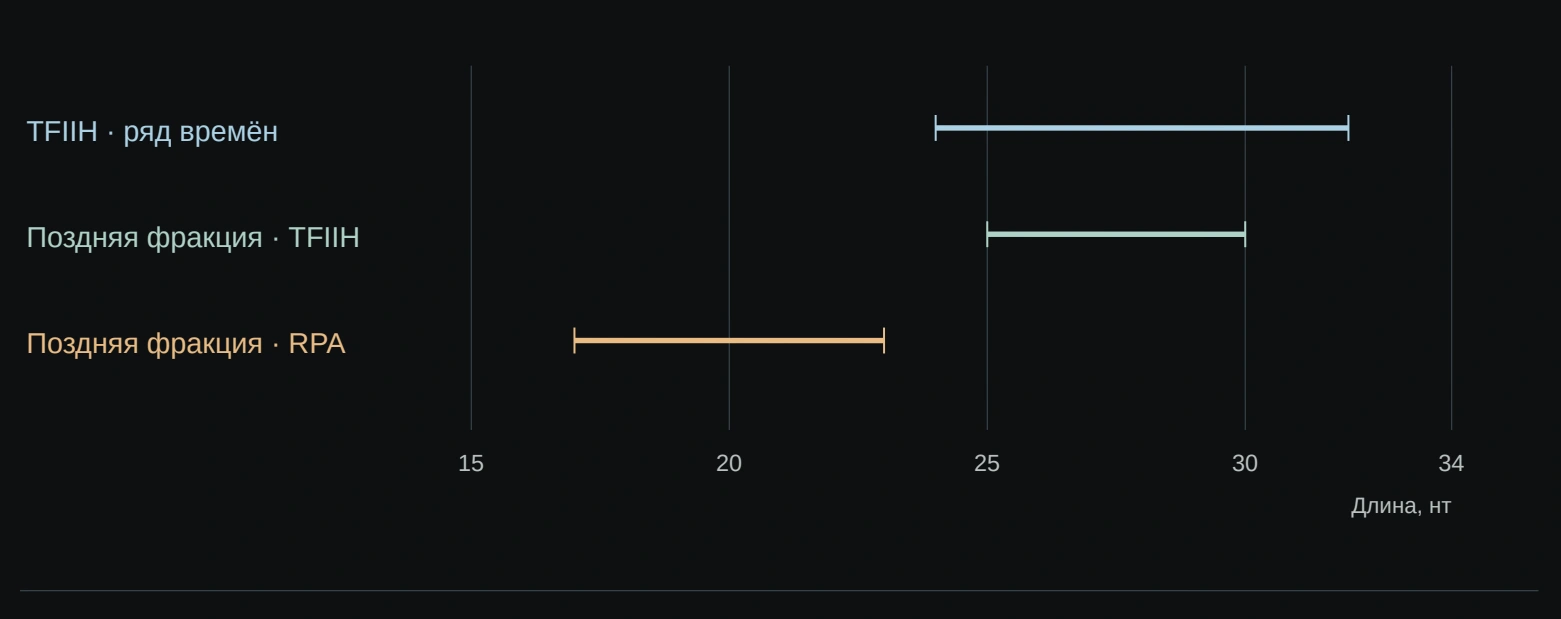 TFIIH · ряд времён
Поздняя фракция · TFIIH
Поздняя фракция · RPA
15 20 25 30 34
Длина, нт